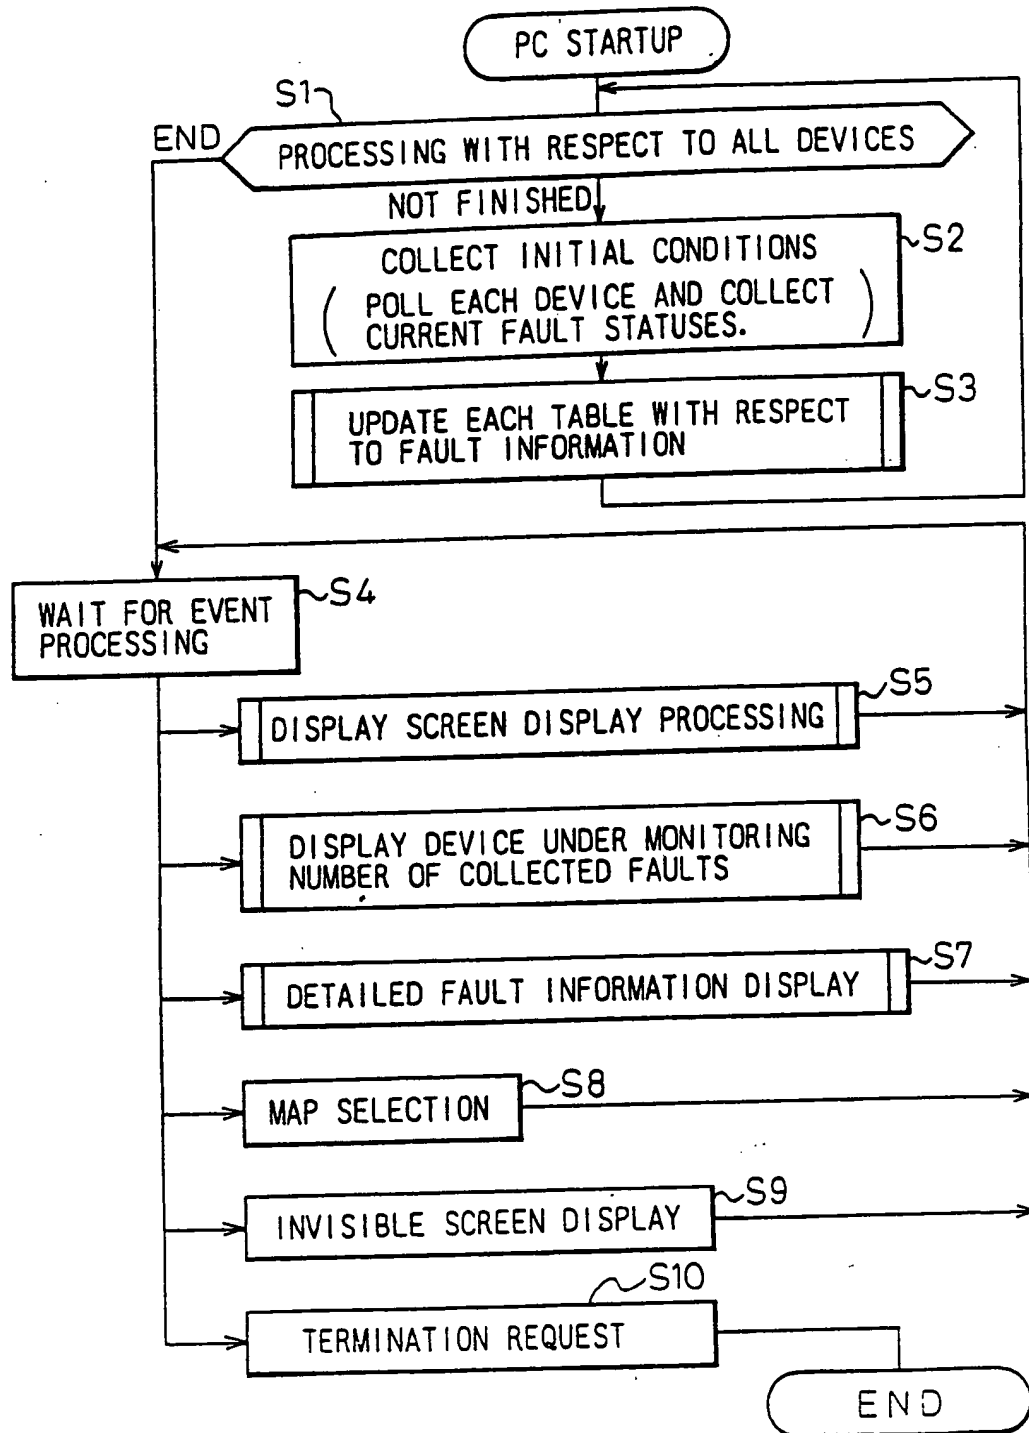 PC STARTUP
S1
END
PROCESSING WITH RESPECT TO ALL DEVICES
NOT FINISHED
S2
COLLECT INITIAL CONDITIONS
( POLL EACH DEVICE AND COLLECT
CURRENT FAULT STATUSES. )
S3
UPDATE EACH TABLE WITH RESPECT
TO FAULT INFORMATION
S4
WAIT FOR EVENT
PROCESSING
S5
DISPLAY SCREEN DISPLAY PROCESSING
S6
DISPLAY DEVICE UNDER MONITORING
NUMBER OF COLLECTED FAULTS
S7
DETAILED FAULT INFORMATION DISPLAY
S8
MAP SELECTION
S9
INVISIBLE SCREEN DISPLAY
S10
TERMINATION REQUEST
END